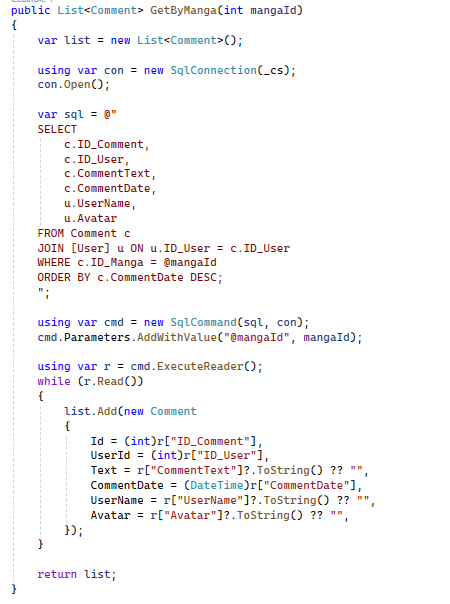 public List<Comment> GetByManga(int mangaId)
{
    var list = new List<Comment>();

    using var con = new SqlConnection(_cs);
    con.Open();

    var sql = @"
    SELECT
        c.ID_Comment,
        c.ID_User,
        c.CommentText,
        c.CommentDate,
        u.UserName,
        u.Avatar
    FROM Comment c
    JOIN [User] u ON u.ID_User = c.ID_User
    WHERE c.ID_Manga = @mangaId
    ORDER BY c.CommentDate DESC;
    ";

    using var cmd = new SqlCommand(sql, con);
    cmd.Parameters.AddWithValue("@mangaId", mangaId);

    using var r = cmd.ExecuteReader();
    while (r.Read())
    {
        list.Add(new Comment
        {
            Id = (int)r["ID_Comment"],
            UserId = (int)r["ID_User"],
            Text = r["CommentText"]?.ToString() ?? "",
            CommentDate = (DateTime)r["CommentDate"],
            UserName = r["UserName"]?.ToString() ?? "",
            Avatar = r["Avatar"]?.ToString() ?? "",
        });
    }

    return list;
}